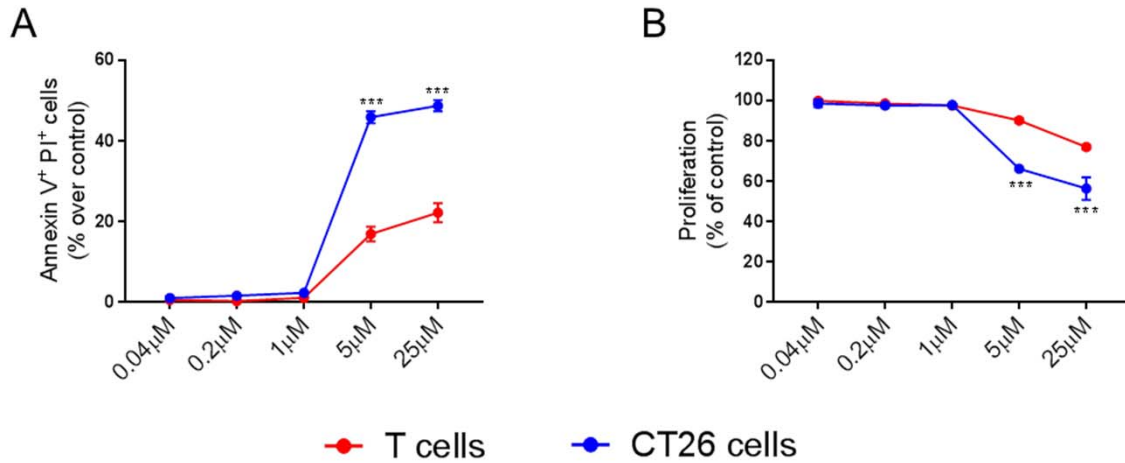 A
Annexin V⁺ PI⁺ cells
(% over control)
60
40
20
0
***
***
0.04µM
0.2µM
1µM
5µM
25µM
B
Proliferation
(% of control)
120
100
80
60
40
20
0
***
***
0.04µM
0.2µM
1µM
5µM
25µM
T cells
CT26 cells